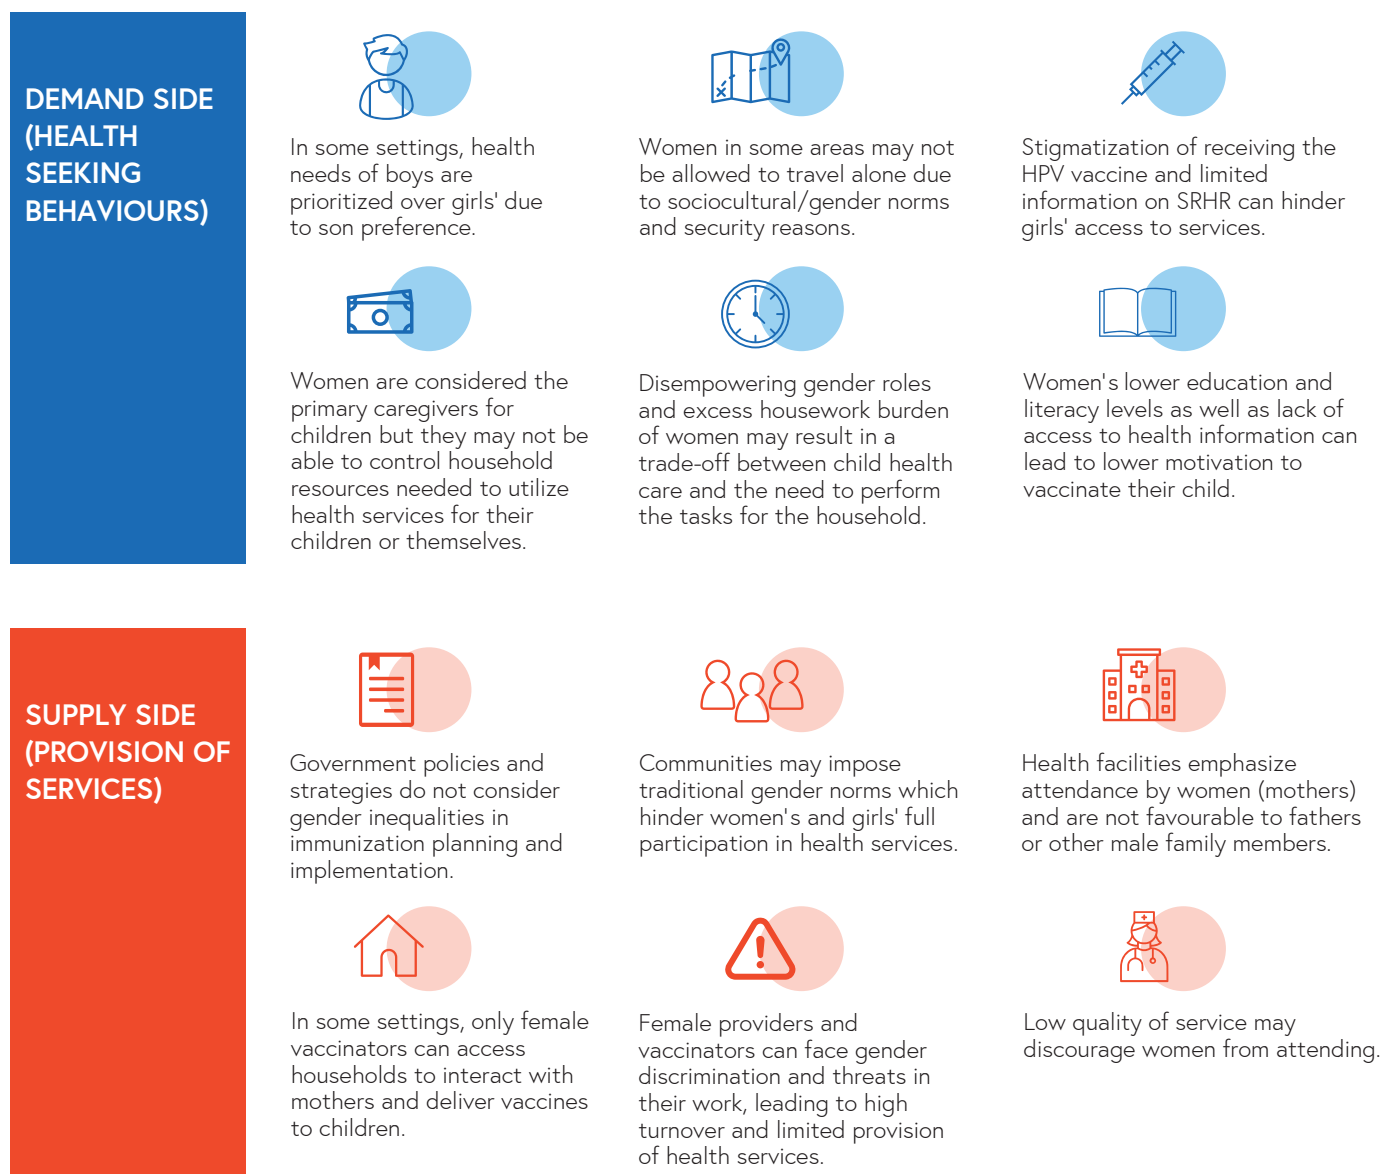 DEMAND SIDE
(HEALTH
SEEKING
BEHAVIOURS)
In some settings, health
needs of boys are
prioritized over girls' due
to son preference.
Women in some areas may not
be allowed to travel alone due
to sociocultural/gender norms
and security reasons.
Stigmatization of receiving the
HPV vaccine and limited
information on SRHR can hinder
girls' access to services.
Women are considered the
primary caregivers for
children but they may not be
able to control household
resources needed to utilize
health services for their
children or themselves.
Disempowering gender roles
and excess housework burden
of women may result in a
trade-off between child health
care and the need to perform
the tasks for the household.
Women's lower education and
literacy levels as well as lack of
access to health information can
lead to lower motivation to
vaccinate their child.
SUPPLY SIDE
(PROVISION OF
SERVICES)
Government policies and
strategies do not consider
gender inequalities in
immunization planning and
implementation.
Communities may impose
traditional gender norms which
hinder women's and girls' full
participation in health services.
Health facilities emphasize
attendance by women (mothers)
and are not favourable to fathers
or other male family members.
In some settings, only female
vaccinators can access
households to interact with
mothers and deliver vaccines
to children.
Female providers and
vaccinators can face gender
discrimination and threats in
their work, leading to high
turnover and limited provision
of health services.
Low quality of service may
discourage women from attending.